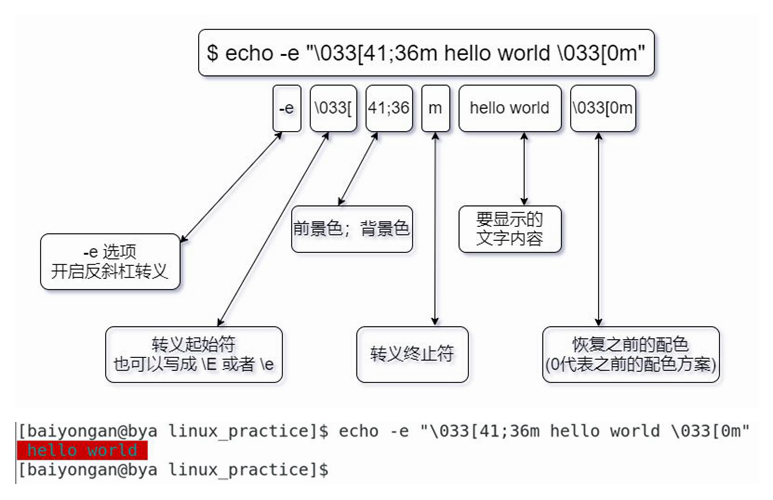 $ echo -e "\033[41;36m hello world \033[0m"
-e
\033[
41;36
m
hello world
\033[0m
前景色；背景色
要显示的
文字内容
-e 选项
开启反斜杠转义
转义起始符
也可以写成 \E 或者 \e
转义终止符
恢复之前的配色
(0代表之前的配色方案)
[baiyongan@bya linux_practice]$ echo -e "\033[41;36m hello world \033[0m"
hello world
[baiyongan@bya linux_practice]$